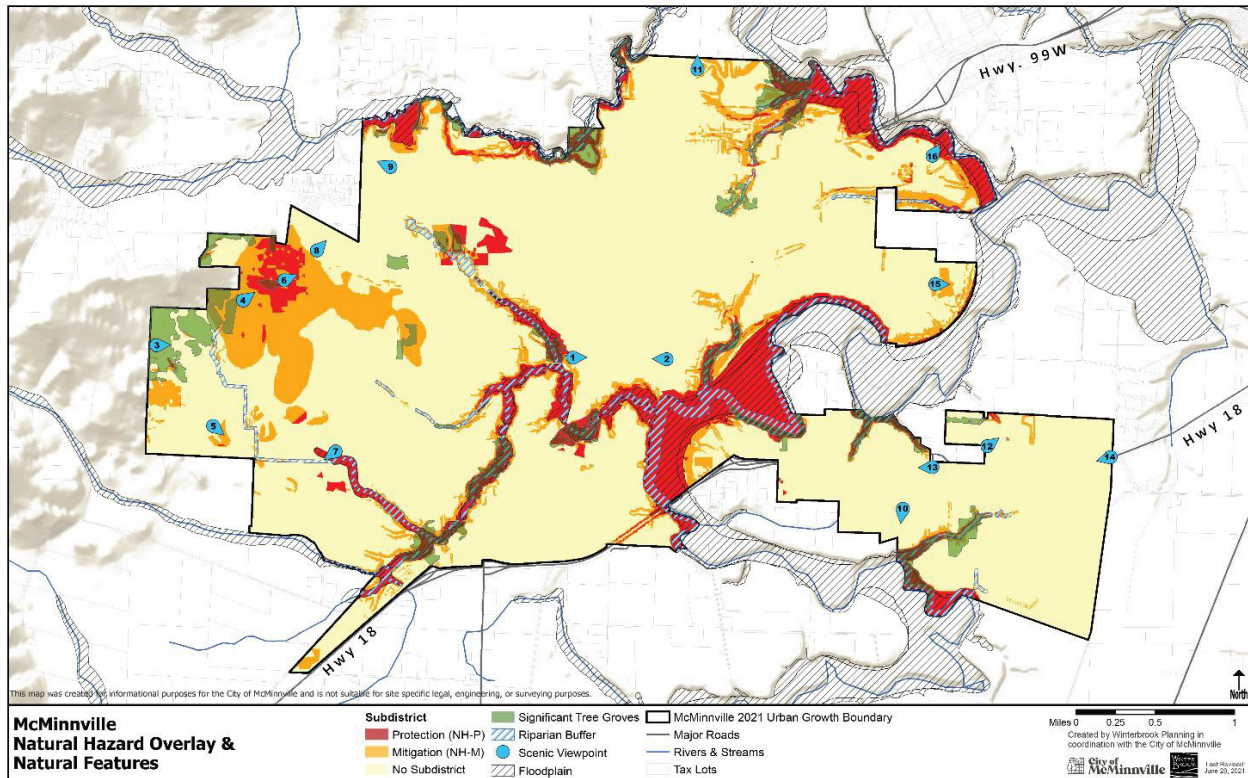 Hwy. 99W
11
16
9
8
6
4
15
3
1
2
5
7
12
14
13
10
Hwy 18
Hwy 18
North
This map was created for informational purposes for the City of McMinnville and is not suitable for site specific legal, engineering, or surveying purposes.
McMinnville
Natural Hazard Overlay &
Natural Features
Subdistrict
Protection (NH-P)
Mitigation (NH-M)
No Subdistrict
Significant Tree Groves
Riparian Buffer
Scenic Viewpoint
Floodplain
McMinnville 2021 Urban Growth Boundary
Major Roads
Rivers & Streams
Tax Lots
Miles 0 0.25 0.5 1
Created by Winterbrook Planning in
coordination with the City of McMinnville
City of
McMinnville
Last Revised:
June 23, 2021